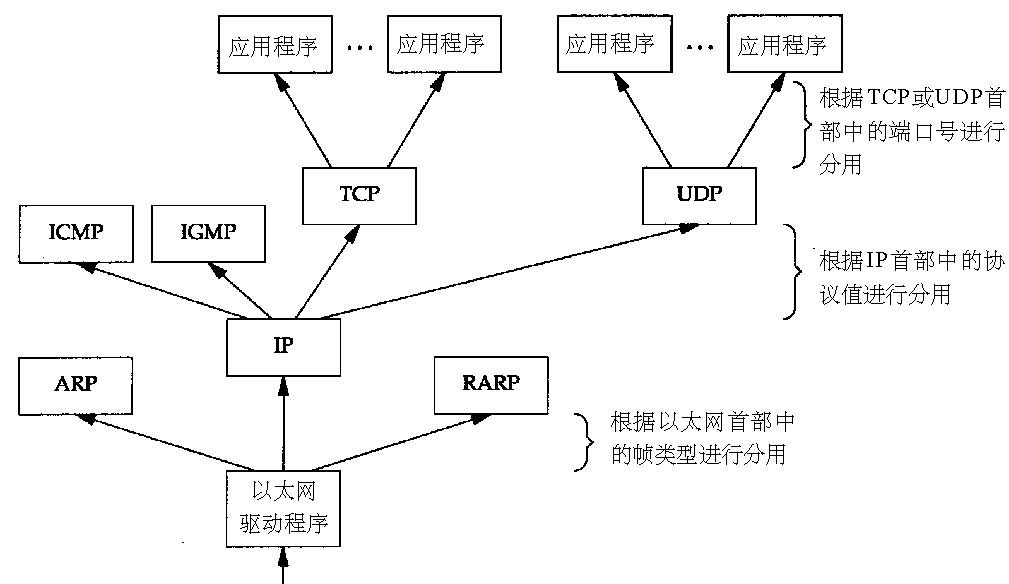 应用程序 ··· 应用程序 应用程序 ··· 应用程序
根据TCP或UDP首
部中的端口号进行
分用
TCP UDP
ICMP IGMP
根据IP首部中的协
议值进行分用
IP
ARP RARP
根据以太网首部中
的帧类型进行分用
以太网
驱动程序